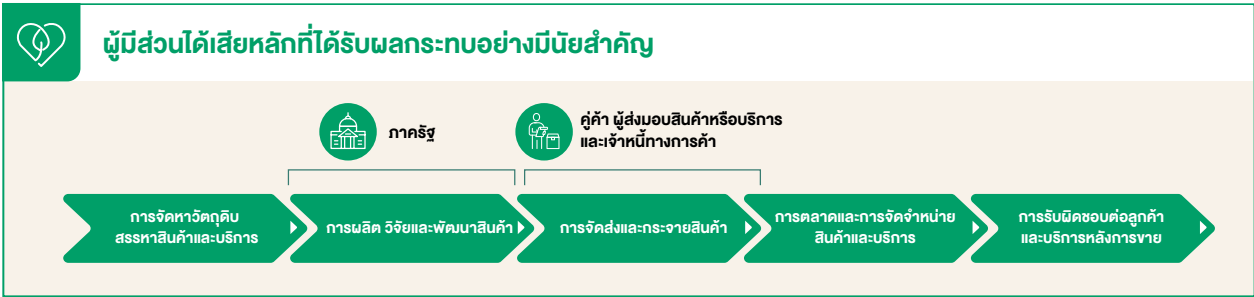 ผู้มีส่วนได้เสียหลักที่ได้รับผลกระทบอย่างมีนัยสำคัญ
ภาครัฐ
คู่ค้า ผู้ส่งมอบสินค้าหรือบริการ
และเจ้าหนี้ทางการค้า
การจัดหาวัตถุดิบ
สรรหาสินค้าและบริการ
การผลิต วิจัยและพัฒนาสินค้า
การจัดส่งและกระจายสินค้า
การตลาดและการจัดจำหน่าย
สินค้าและบริการ
การรับผิดชอบต่อลูกค้า
และบริการหลังการขาย